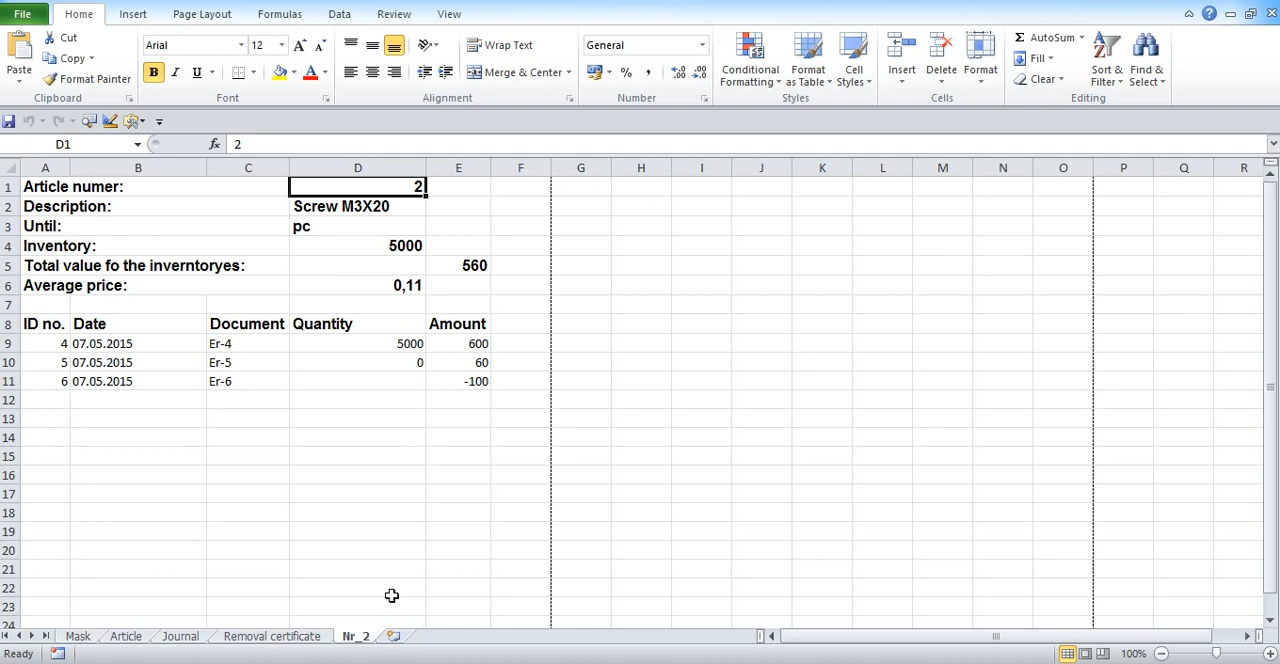 File Home Insert Page Layout Formulas Data Review View
Paste Cut Copy Format Painter Clipboard
Arial 12 A A B I U A Font
Wrap Text Merge & Center Alignment
General % , Number
Conditional Formatting Format as Table Cell Styles Styles
Insert Delete Format Cells
Σ AutoSum Fill Clear Sort & Filter Find & Select Editing
D1 fx 2
A B C D E F G H I J K L M N O P Q R
1 Article numer: 2
2 Description: Screw M3X20
3 Until: pc
4 Inventory: 5000
5 Total value fo the inverntoryes: 560
6 Average price: 0,11
7
8 ID no. Date Document Quantity Amount
9 4 07.05.2015 Er-4 5000 600
10 5 07.05.2015 Er-5 0 60
11 6 07.05.2015 Er-6 -100
12
13
14
15
16
17
18
19
20
21
22
23
24
Mask Article Journal Removal certificate Nr_2
Ready 100%